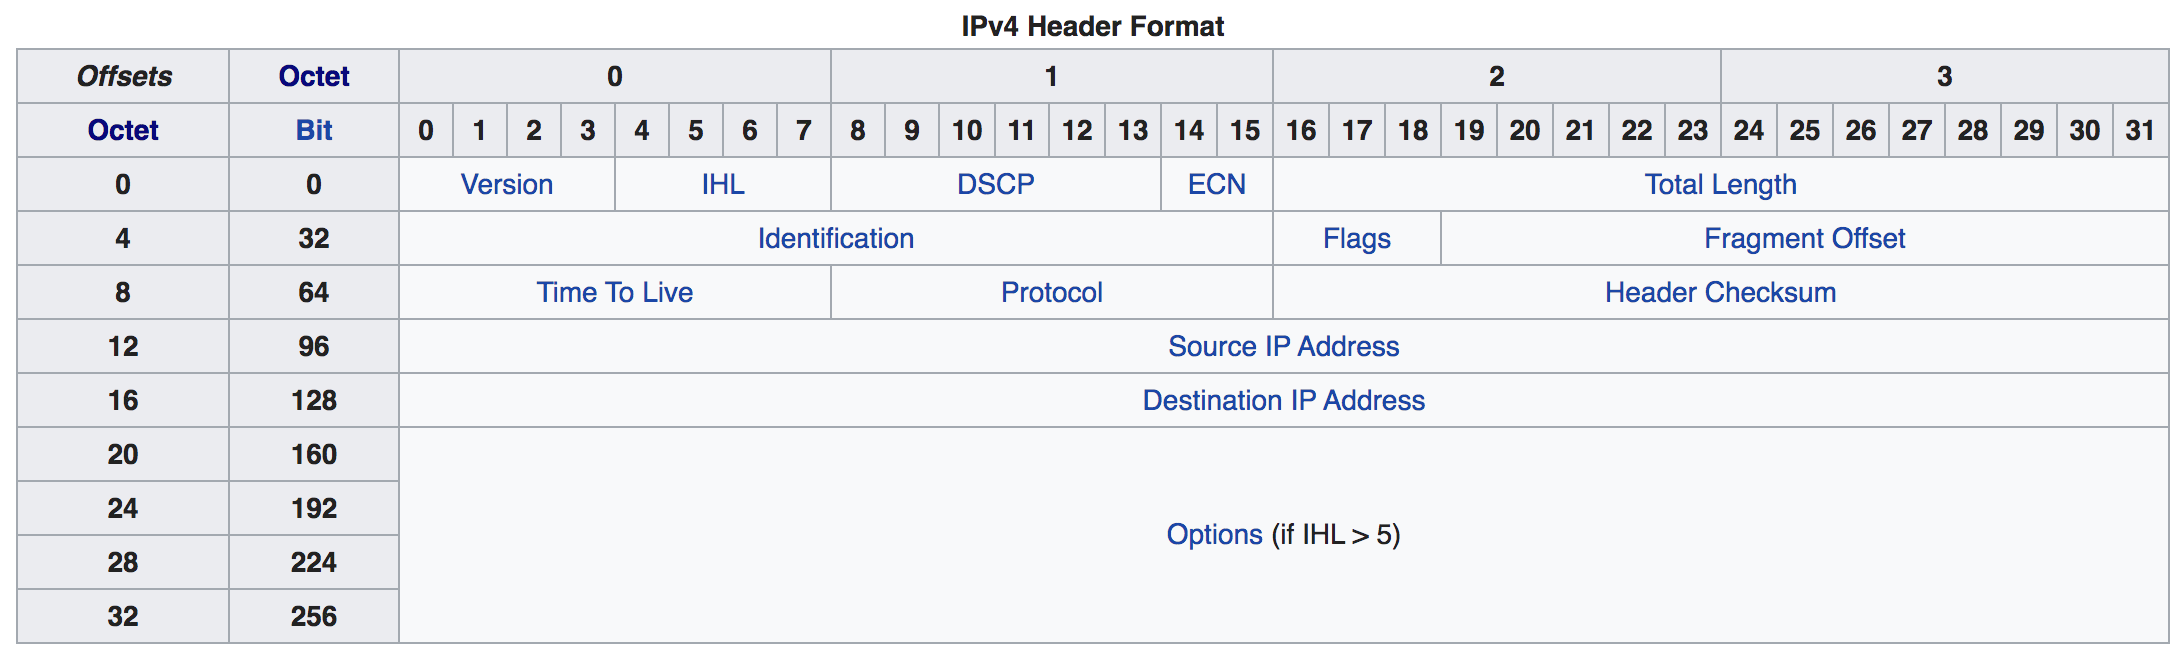 IPv4 Header Format
Offsets Octet 0 1 2 3
Octet Bit 0 1 2 3 4 5 6 7 8 9 10 11 12 13 14 15 16 17 18 19 20 21 22 23 24 25 26 27 28 29 30 31
0 0 Version IHL DSCP ECN Total Length
4 32 Identification Flags Fragment Offset
8 64 Time To Live Protocol Header Checksum
12 96 Source IP Address
16 128 Destination IP Address
20 160
24 192
Options (if IHL > 5)
28 224
32 256